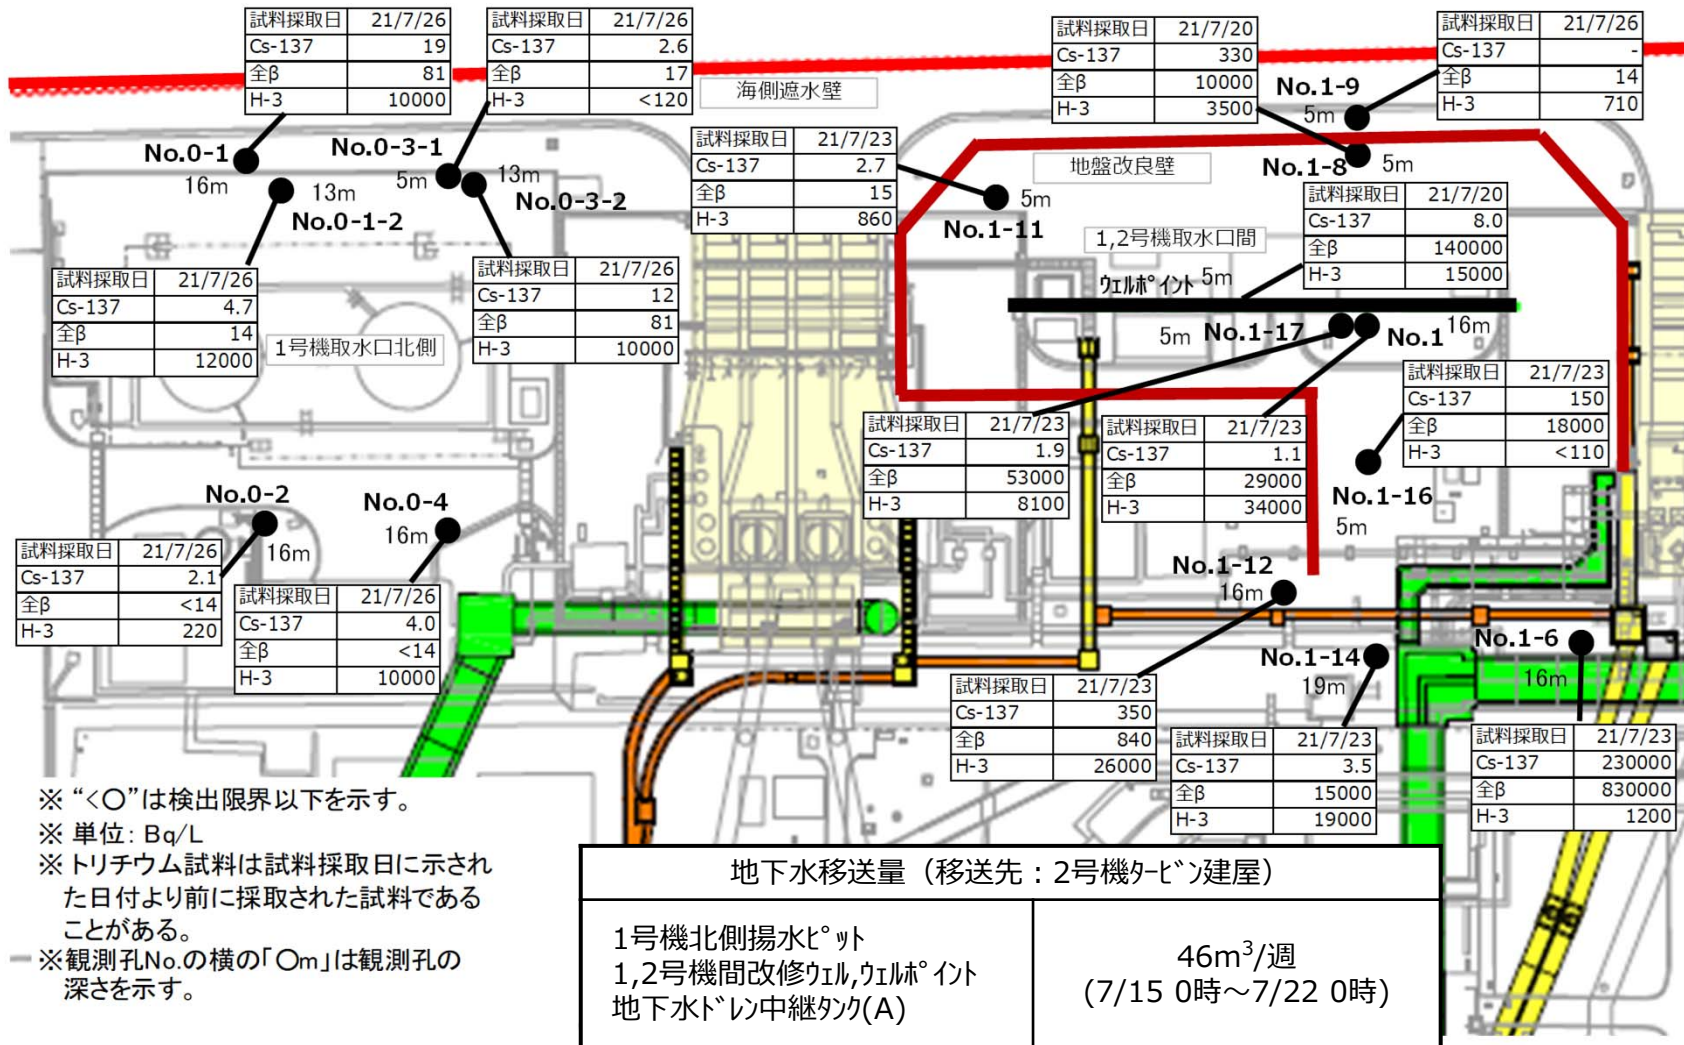 試料採取日 21/7/26
Cs-137 19
全β 81
H-3 10000
試料採取日 21/7/26
Cs-137 2.6
全β 17
H-3 <120
海側遮水壁
試料採取日 21/7/20
Cs-137 330
全β 10000
H-3 3500
試料採取日 21/7/26
Cs-137 -
全β 14
H-3 710
No.1-9
5m
No.0-1
16m
No.0-3-1
5m
13m
No.0-1-2
13m
No.0-3-2
試料採取日 21/7/23
Cs-137 2.7
全β 15
H-3 860
5m
No.1-11
地盤改良壁
No.1-8
5m
試料採取日 21/7/20
Cs-137 8.0
全β 140000
H-3 15000
1,2号機取水口間
ウェルポイント 5m
試料採取日 21/7/26
Cs-137 4.7
全β 14
H-3 12000
1号機取水口北側
試料採取日 21/7/26
Cs-137 12
全β 81
H-3 10000
5m No.1-17
No.1
16m
試料採取日 21/7/23
Cs-137 150
全β 18000
H-3 <110
No.1-16
5m
試料採取日 21/7/23
Cs-137 1.9
全β 53000
H-3 8100
試料採取日 21/7/23
Cs-137 1.1
全β 29000
H-3 34000
No.0-2
16m
No.0-4
16m
試料採取日 21/7/26
Cs-137 2.1
全β <14
H-3 220
試料採取日 21/7/26
Cs-137 4.0
全β <14
H-3 10000
No.1-12
16m
No.1-14
19m
No.1-6
16m
試料採取日 21/7/23
Cs-137 350
全β 840
H-3 26000
試料採取日 21/7/23
Cs-137 3.5
全β 15000
H-3 19000
試料採取日 21/7/23
Cs-137 230000
全β 830000
H-3 1200
※ “<〇”は検出限界以下を示す。
※ 単位: Bq/L
※ トリチウム試料は試料採取日に示され
た日付より前に採取された試料である
ことがある。
※観測孔No.の横の「〇m」は観測孔の
深さを示す。
地下水移送量（移送先：2号機タービン建屋）
1号機北側揚水ピット
1,2号機間改修ウェル,ウェルポイント
地下水ドレン中継タンク(A)
46m³/週
(7/15 0時～7/22 0時)